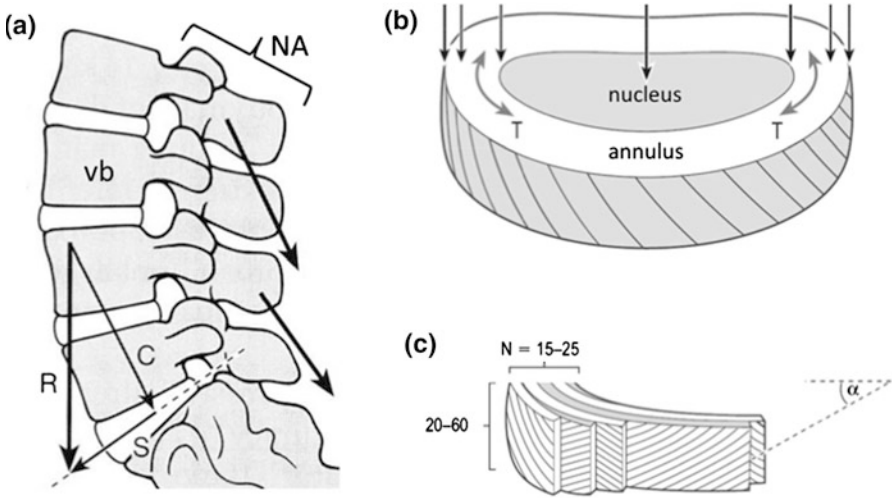 (a)
NA
vb
R
C
S
(b)
nucleus
T
T
annulus
(c)
N = 15–25
20–60
α